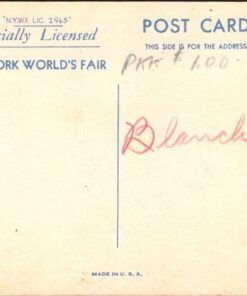 "N.Y.W.F. LIC. 2965"
cially Licensed
ORK WORLD'S FAIR
POST CARD
THIS SIDE IS FOR THE ADDRESS
PKK $1.00
Blanch
MADE IN U. S. A.